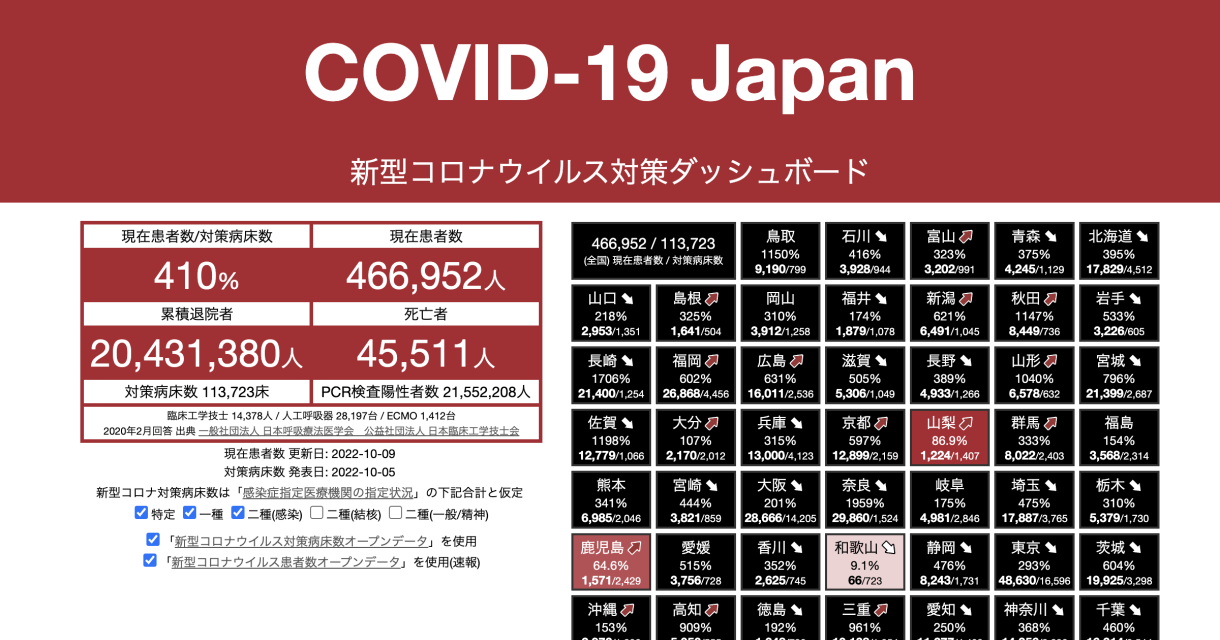 COVID-19 Japan
新型コロナウイルス対策ダッシュボード
現在患者数/対策病床数
現在患者数
410%
466,952人
累積退院者
死亡者
20,431,380人
45,511人
対策病床数 113,723床
PCR検査陽性者数 21,552,208人
臨床工学技士 14,378人 / 人工呼吸器 28,197台 / ECMO 1,412台
2020年2月回答 出典 一般社団法人 日本呼吸療法医学会　公益社団法人 日本臨床工学技士会
現在患者数 更新日: 2022-10-09
対策病床数 発表日: 2022-10-05
新型コロナ対策病床数は「感染症指定医療機関の指定状況」の下記合計と仮定
特定 一種 二種(感染) 二種(結核) 二種(一般/精神)
「新型コロナウイルス対策病床数オープンデータ」を使用
「新型コロナウイルス患者数オープンデータ」を使用(速報)
466,952 / 113,723
(全国) 現在患者数 / 対策病床数
鳥取
1150%
9,190/799
石川
416%
3,928/944
富山
323%
3,202/991
青森
375%
4,245/1,129
北海道
395%
17,829/4,512
山口
218%
2,953/1,351
島根
325%
1,641/504
岡山
310%
3,912/1,258
福井
174%
1,879/1,078
新潟
621%
6,491/1,045
秋田
1147%
8,449/736
岩手
533%
3,226/605
長崎
1706%
21,400/1,254
福岡
602%
26,868/4,456
広島
631%
16,011/2,536
滋賀
505%
5,306/1,049
長野
389%
4,933/1,266
山形
1040%
6,578/632
宮城
796%
21,399/2,687
佐賀
1198%
12,779/1,066
大分
107%
2,170/2,012
兵庫
315%
13,000/4,123
京都
597%
12,899/2,159
山梨
86.9%
1,224/1,407
群馬
333%
8,022/2,403
福島
154%
3,568/2,314
熊本
341%
6,985/2,046
宮崎
444%
3,821/859
大阪
201%
28,666/14,205
奈良
1959%
29,860/1,524
岐阜
175%
4,981/2,846
埼玉
475%
17,887/3,765
栃木
310%
5,379/1,730
鹿児島
64.6%
1,571/2,429
愛媛
515%
3,756/728
香川
352%
2,625/745
和歌山
9.1%
66/723
静岡
476%
8,243/1,731
東京
293%
48,630/16,596
茨城
604%
19,925/3,298
沖縄
153%
高知
909%
徳島
192%
三重
961%
愛知
250%
神奈川
368%
千葉
460%